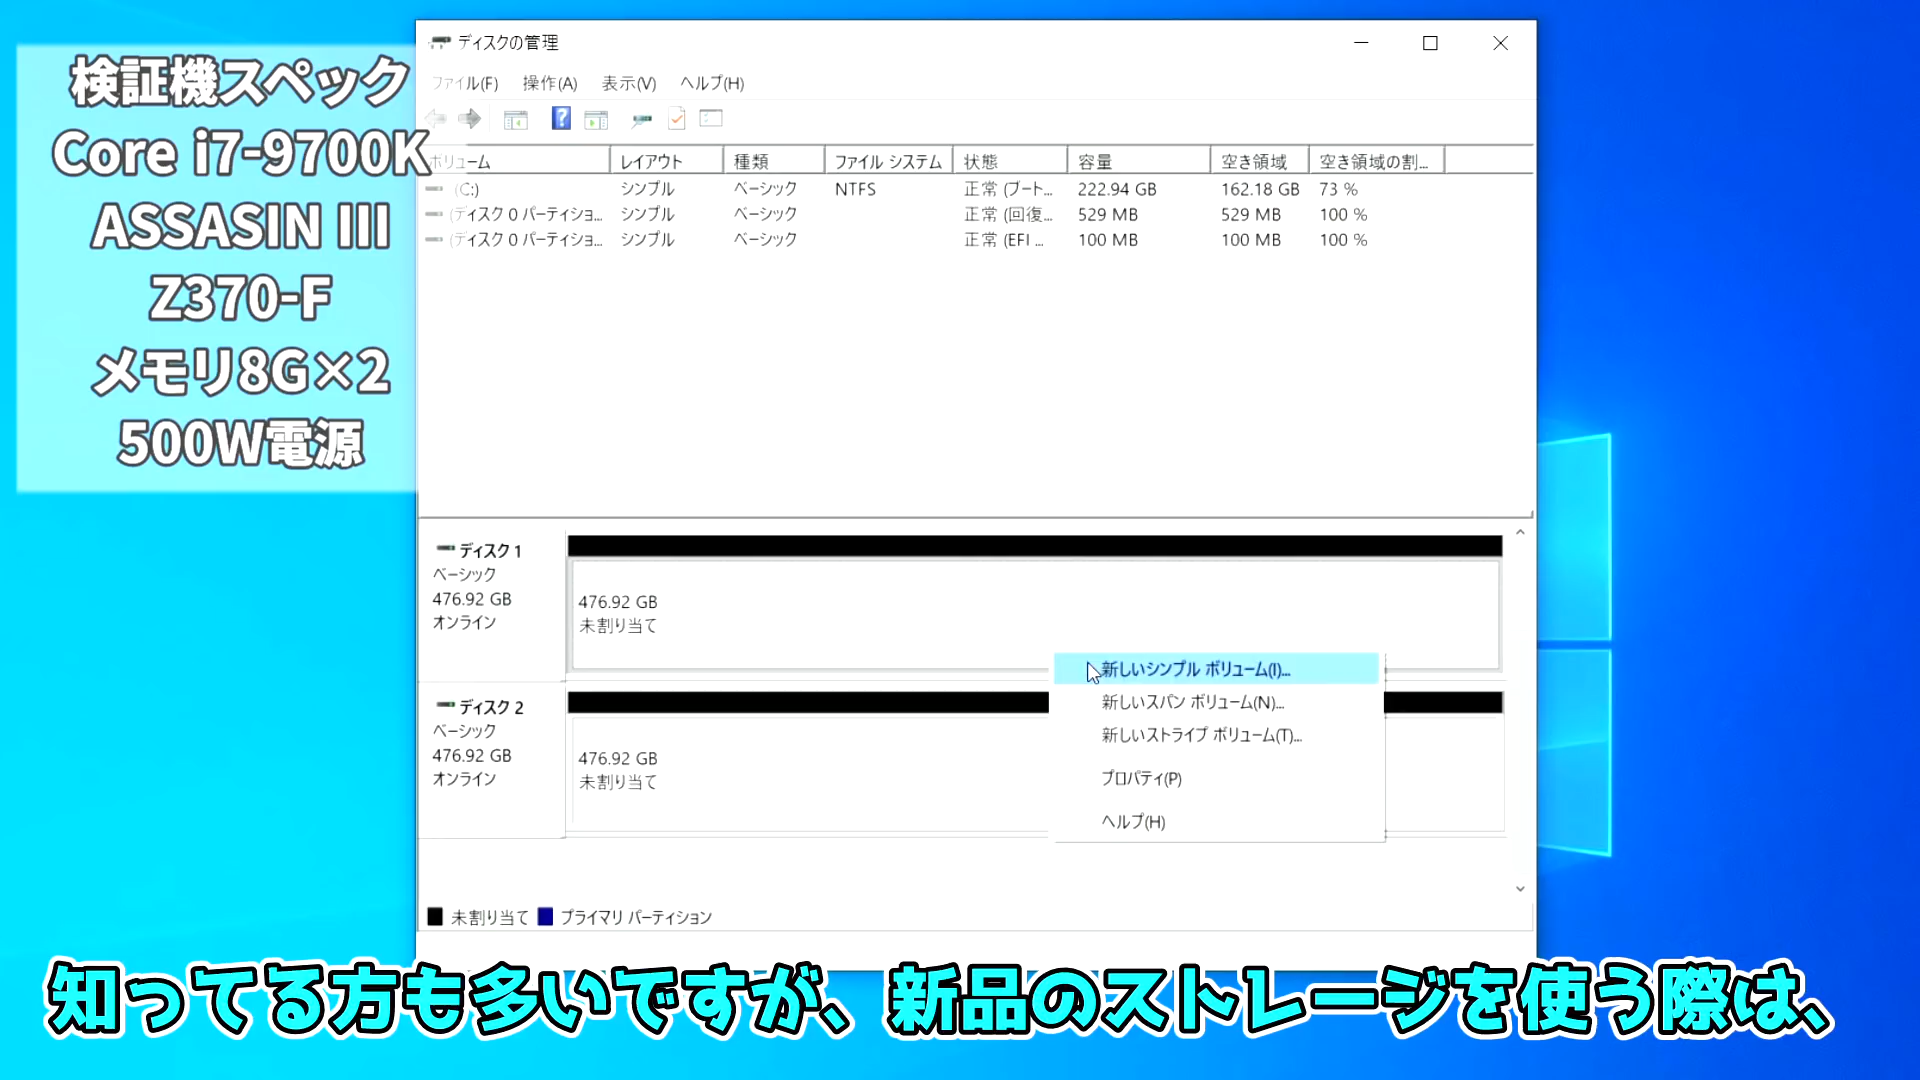 検証機スペック
Core i7-9700K
ASSASIN III
Z370-F
メモリ8G×2
500W電源
ディスクの管理
ファイル(F) 操作(A) 表示(V) ヘルプ(H)
ボリューム レイアウト 種類 ファイル システム 状態 容量 空き領域 空き領域の割...
(C:) シンプル ベーシック NTFS 正常 (ブート... 222.94 GB 162.18 GB 73 %
(ディスク 0 パーティショ... シンプル ベーシック 正常 (回復... 529 MB 529 MB 100 %
(ディスク 0 パーティショ... シンプル ベーシック 正常 (EFI ... 100 MB 100 MB 100 %
ディスク 1
ベーシック
476.92 GB
オンライン
476.92 GB
未割り当て
ディスク 2
ベーシック
476.92 GB
オンライン
476.92 GB
未割り当て
新しいシンプル ボリューム(I)...
新しいスパン ボリューム(N)...
新しいストライプ ボリューム(T)...
プロパティ(P)
ヘルプ(H)
未割り当て プライマリ パーティション
知ってる方も多いですが、新品のストレージを使う際は、